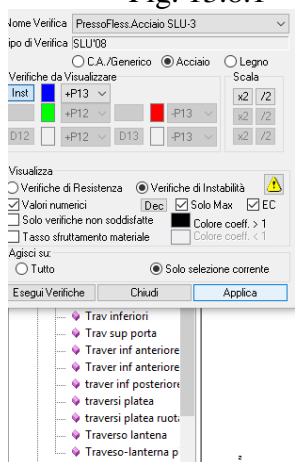 Fig. 13.8.1
Nome Verifica PressoFless.Acciaio SLU-3
ipo di Verifica SLU'08
C.A./Generico Acciaio Legno
Verifiche da Visualizzare Scala
Inst +P13 x2 /2
+P12 -P13 x2 /2
D12 +P12 D13 -P13 x2 /2
Visualizza
Verifiche di Resistenza Verifiche di Instabilità
Valori numerici Dec Solo Max EC
Solo verifiche non soddisfatte Colore coeff. > 1
Tasso sfruttamento materiale Colore coeff. < 1
Agisci su:
Tutto Solo selezione corrente
Esegui Verifiche Chiudi Applica
Trav inferiori
Trav sup porta
Traver inf anteriore
Traver inf anteriore
traver inf posteriore
traversi platea
traversi platea ruota
Traverso lantena
Traveso-lanterna p